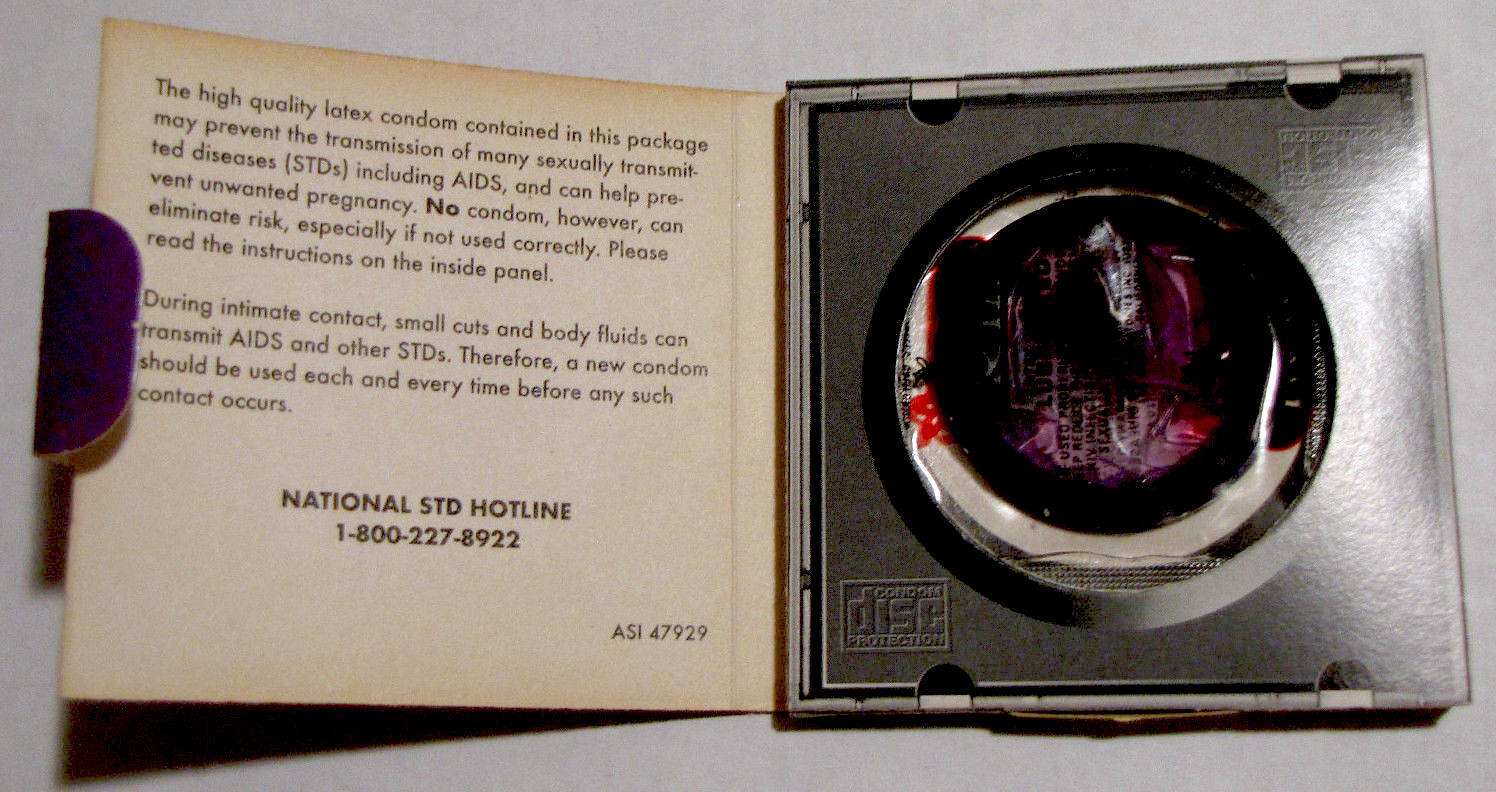 The high quality latex condom contained in this package
may prevent the transmission of many sexually transmit-
ted diseases (STDs) including AIDS, and can help pre-
vent unwanted pregnancy. No condom, however, can
eliminate risk, especially if not used correctly. Please
read the instructions on the inside panel.
During intimate contact, small cuts and body fluids can
transmit AIDS and other STDs. Therefore, a new condom
should be used each and every time before any such
contact occurs.
NATIONAL STD HOTLINE
1-800-227-8922
ASI 47929
CONDOM
disc
PROTECTION